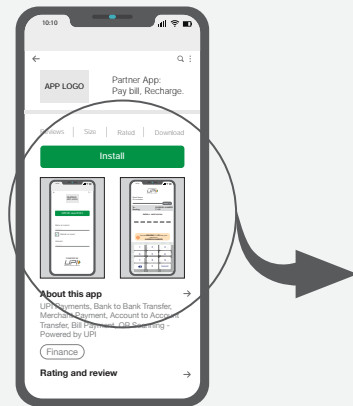 10:10
APP LOGO
Partner App:
Pay bill, Recharge.
Reviews
Size
Rated
Download
Install
UPI
About this app
UPI Payments, Bank to Bank Transfer,
Merchant Payment, Account to Account
Transfer, Bill Payment, QR Scanning -
Powered by UPI
Finance
Rating and review